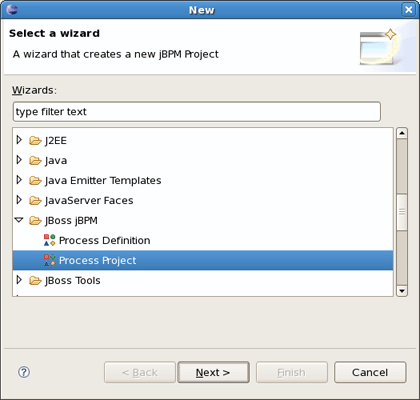 New
Select a wizard
A wizard that creates a new jBPM Project
Wizards:
type filter text
J2EE
Java
Java Emitter Templates
JavaServer Faces
JBoss jBPM
Process Definition
Process Project
JBoss Tools
? < Back Next > Finish Cancel